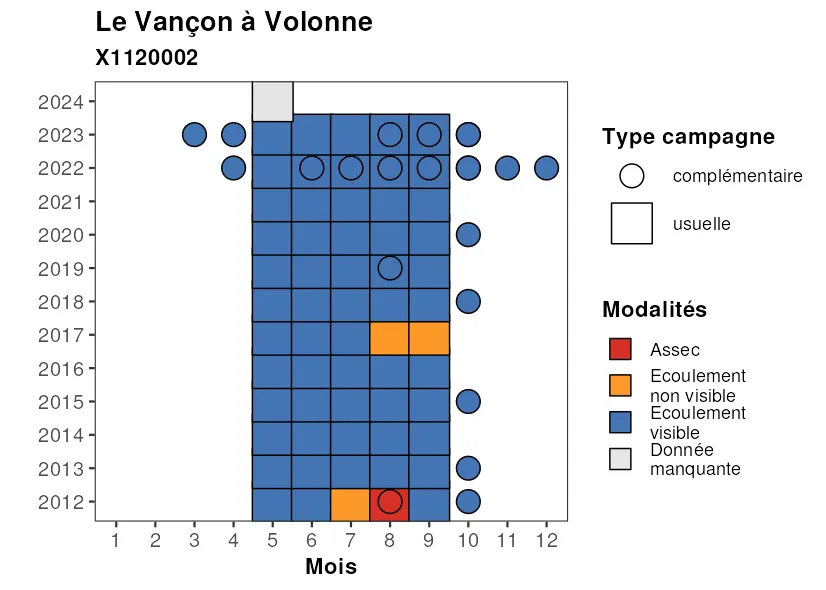 Le Vançon à Volonne
X1120002
2024
2023
2022
2021
2020
2019
2018
2017
2016
2015
2014
2013
2012
1 2 3 4 5 6 7 8 9 10 11 12
Mois
Type campagne
complémentaire
usuelle
Modalités
Assec
Ecoulement
non visible
Ecoulement
visible
Donnée
manquante